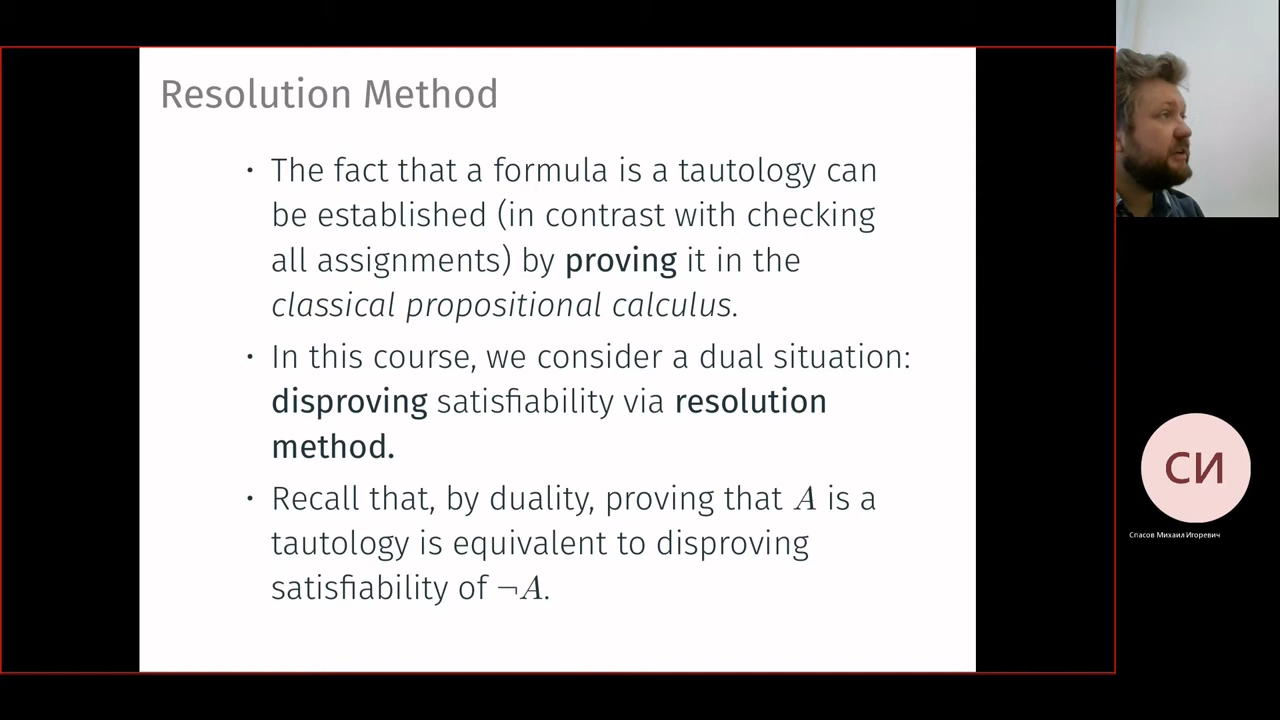 Resolution Method
• The fact that a formula is a tautology can
be established (in contrast with checking
all assignments) by proving it in the
classical propositional calculus.
• In this course, we consider a dual situation:
disproving satisfiability via resolution
method.
• Recall that, by duality, proving that A is a
tautology is equivalent to disproving
satisfiability of ¬A.
СИ
Спасов Михаил Игоревич